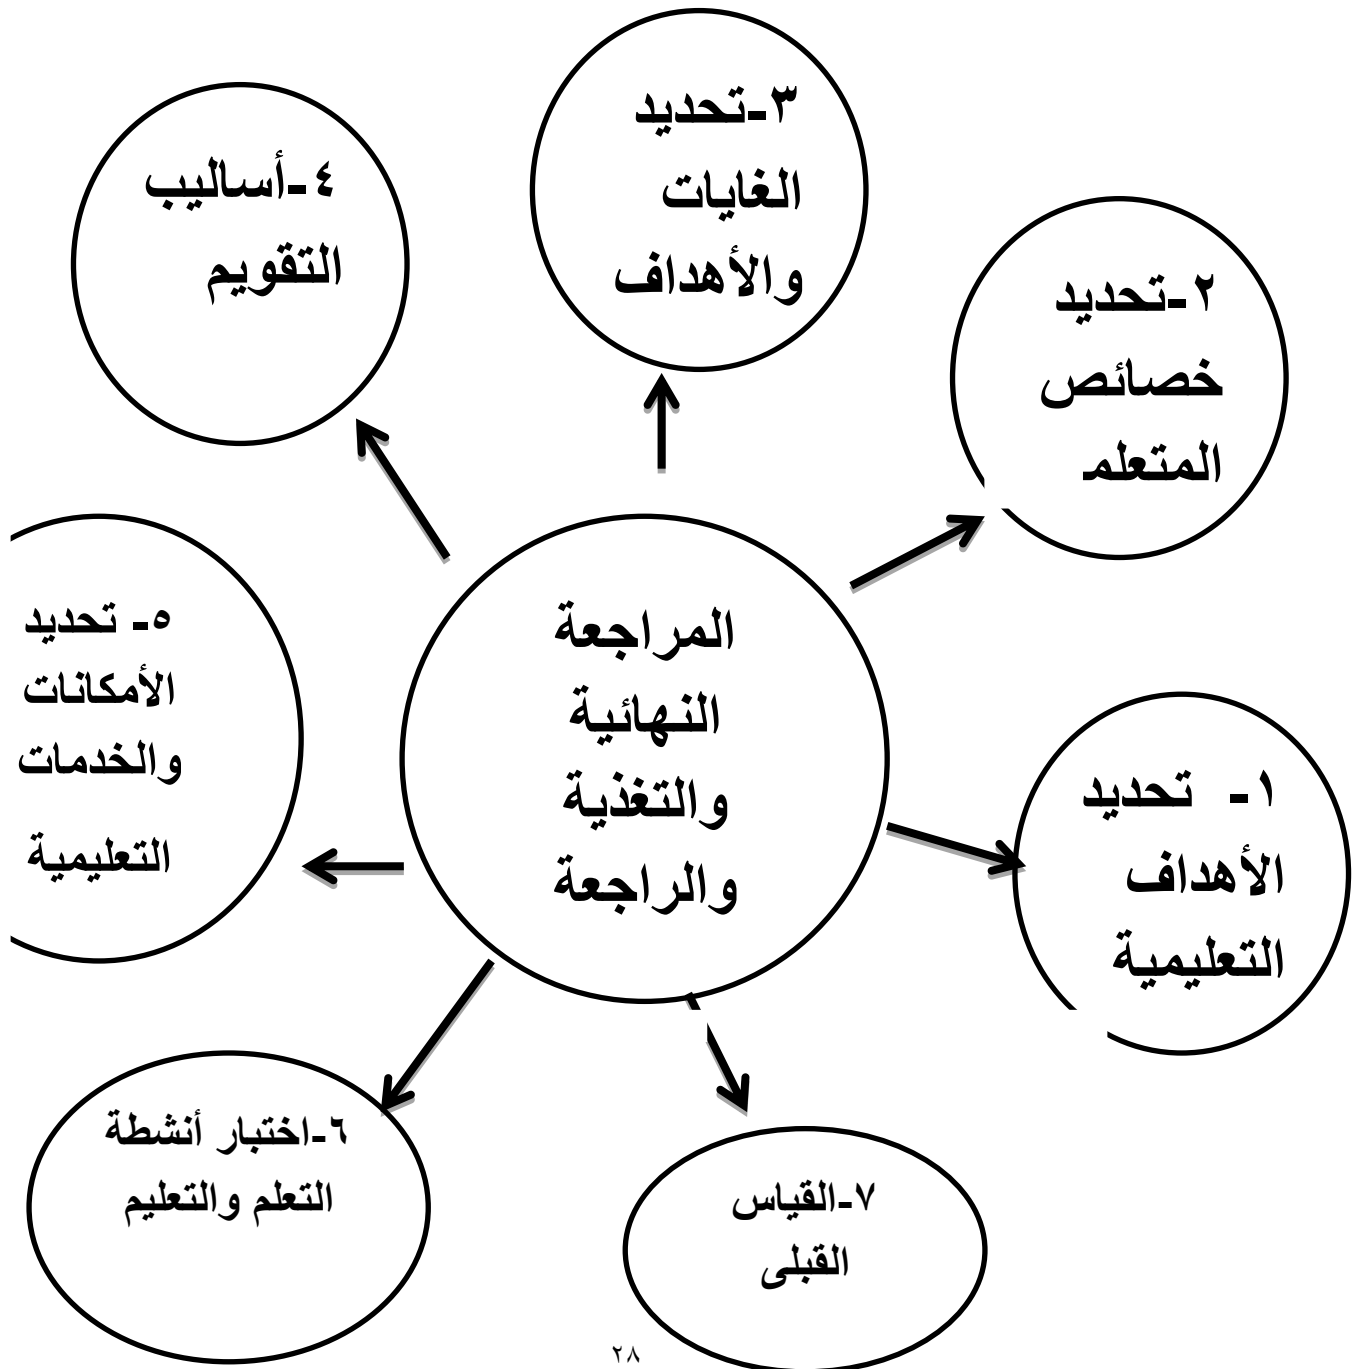 ٣-تحديد
الغايات
والأهداف
٤-أساليب
التقويم
٢-تحديد
خصائص
المتعلمـ
المراجعة
النهائية
والتغذية
والراجعة
٥- تحديد
الأمكانات
والخدمات
التعليمية
١- تحديد
الأهداف
التعليمية
٦-اختبار أنشطة
التعلم والتعليم
٧-القياس
القبلى
٢٨